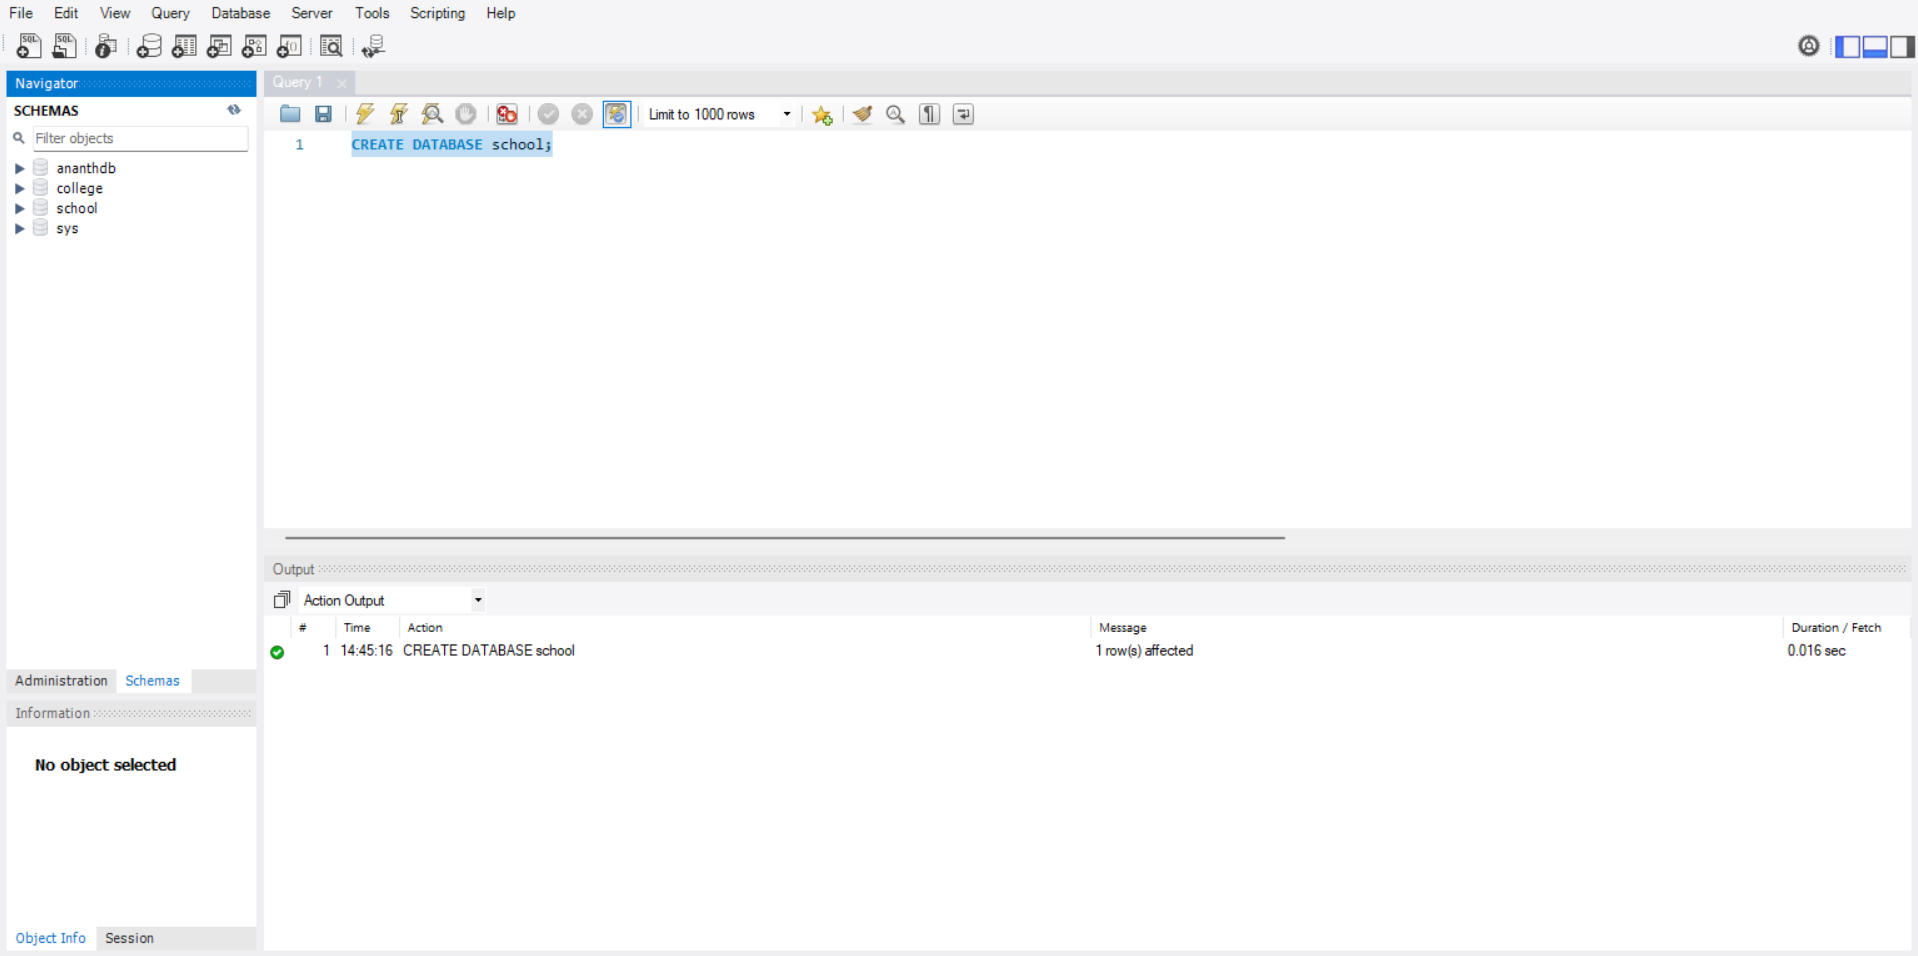 File Edit View Query Database Server Tools Scripting Help
SQL SQL
Navigator
SCHEMAS
Filter objects
ananthdb
college
school
sys
Administration Schemas
Information
No object selected
Object Info Session
Query 1
Limit to 1000 rows
1 CREATE DATABASE school;
Output
Action Output
# Time Action Message Duration / Fetch
1 14:45:16 CREATE DATABASE school 1 row(s) affected 0.016 sec